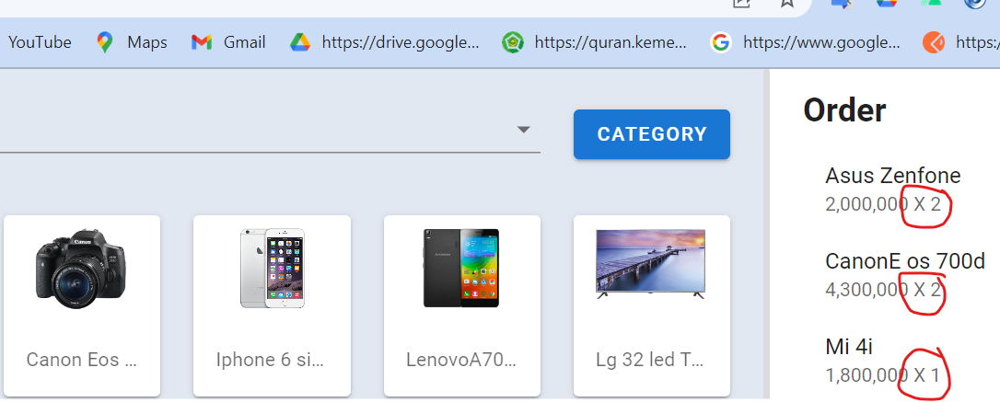 YouTube Maps Gmail https://drive.google... https://quran.keme... https://www.google... https:/
CATEGORY
Canon Eos ...
Iphone 6 si...
LenovoA70...
Lg 32 led T...
Order
Asus Zenfone
2,000,000 X 2
CanonE os 700d
4,300,000 X 2
Mi 4i
1,800,000 X 1